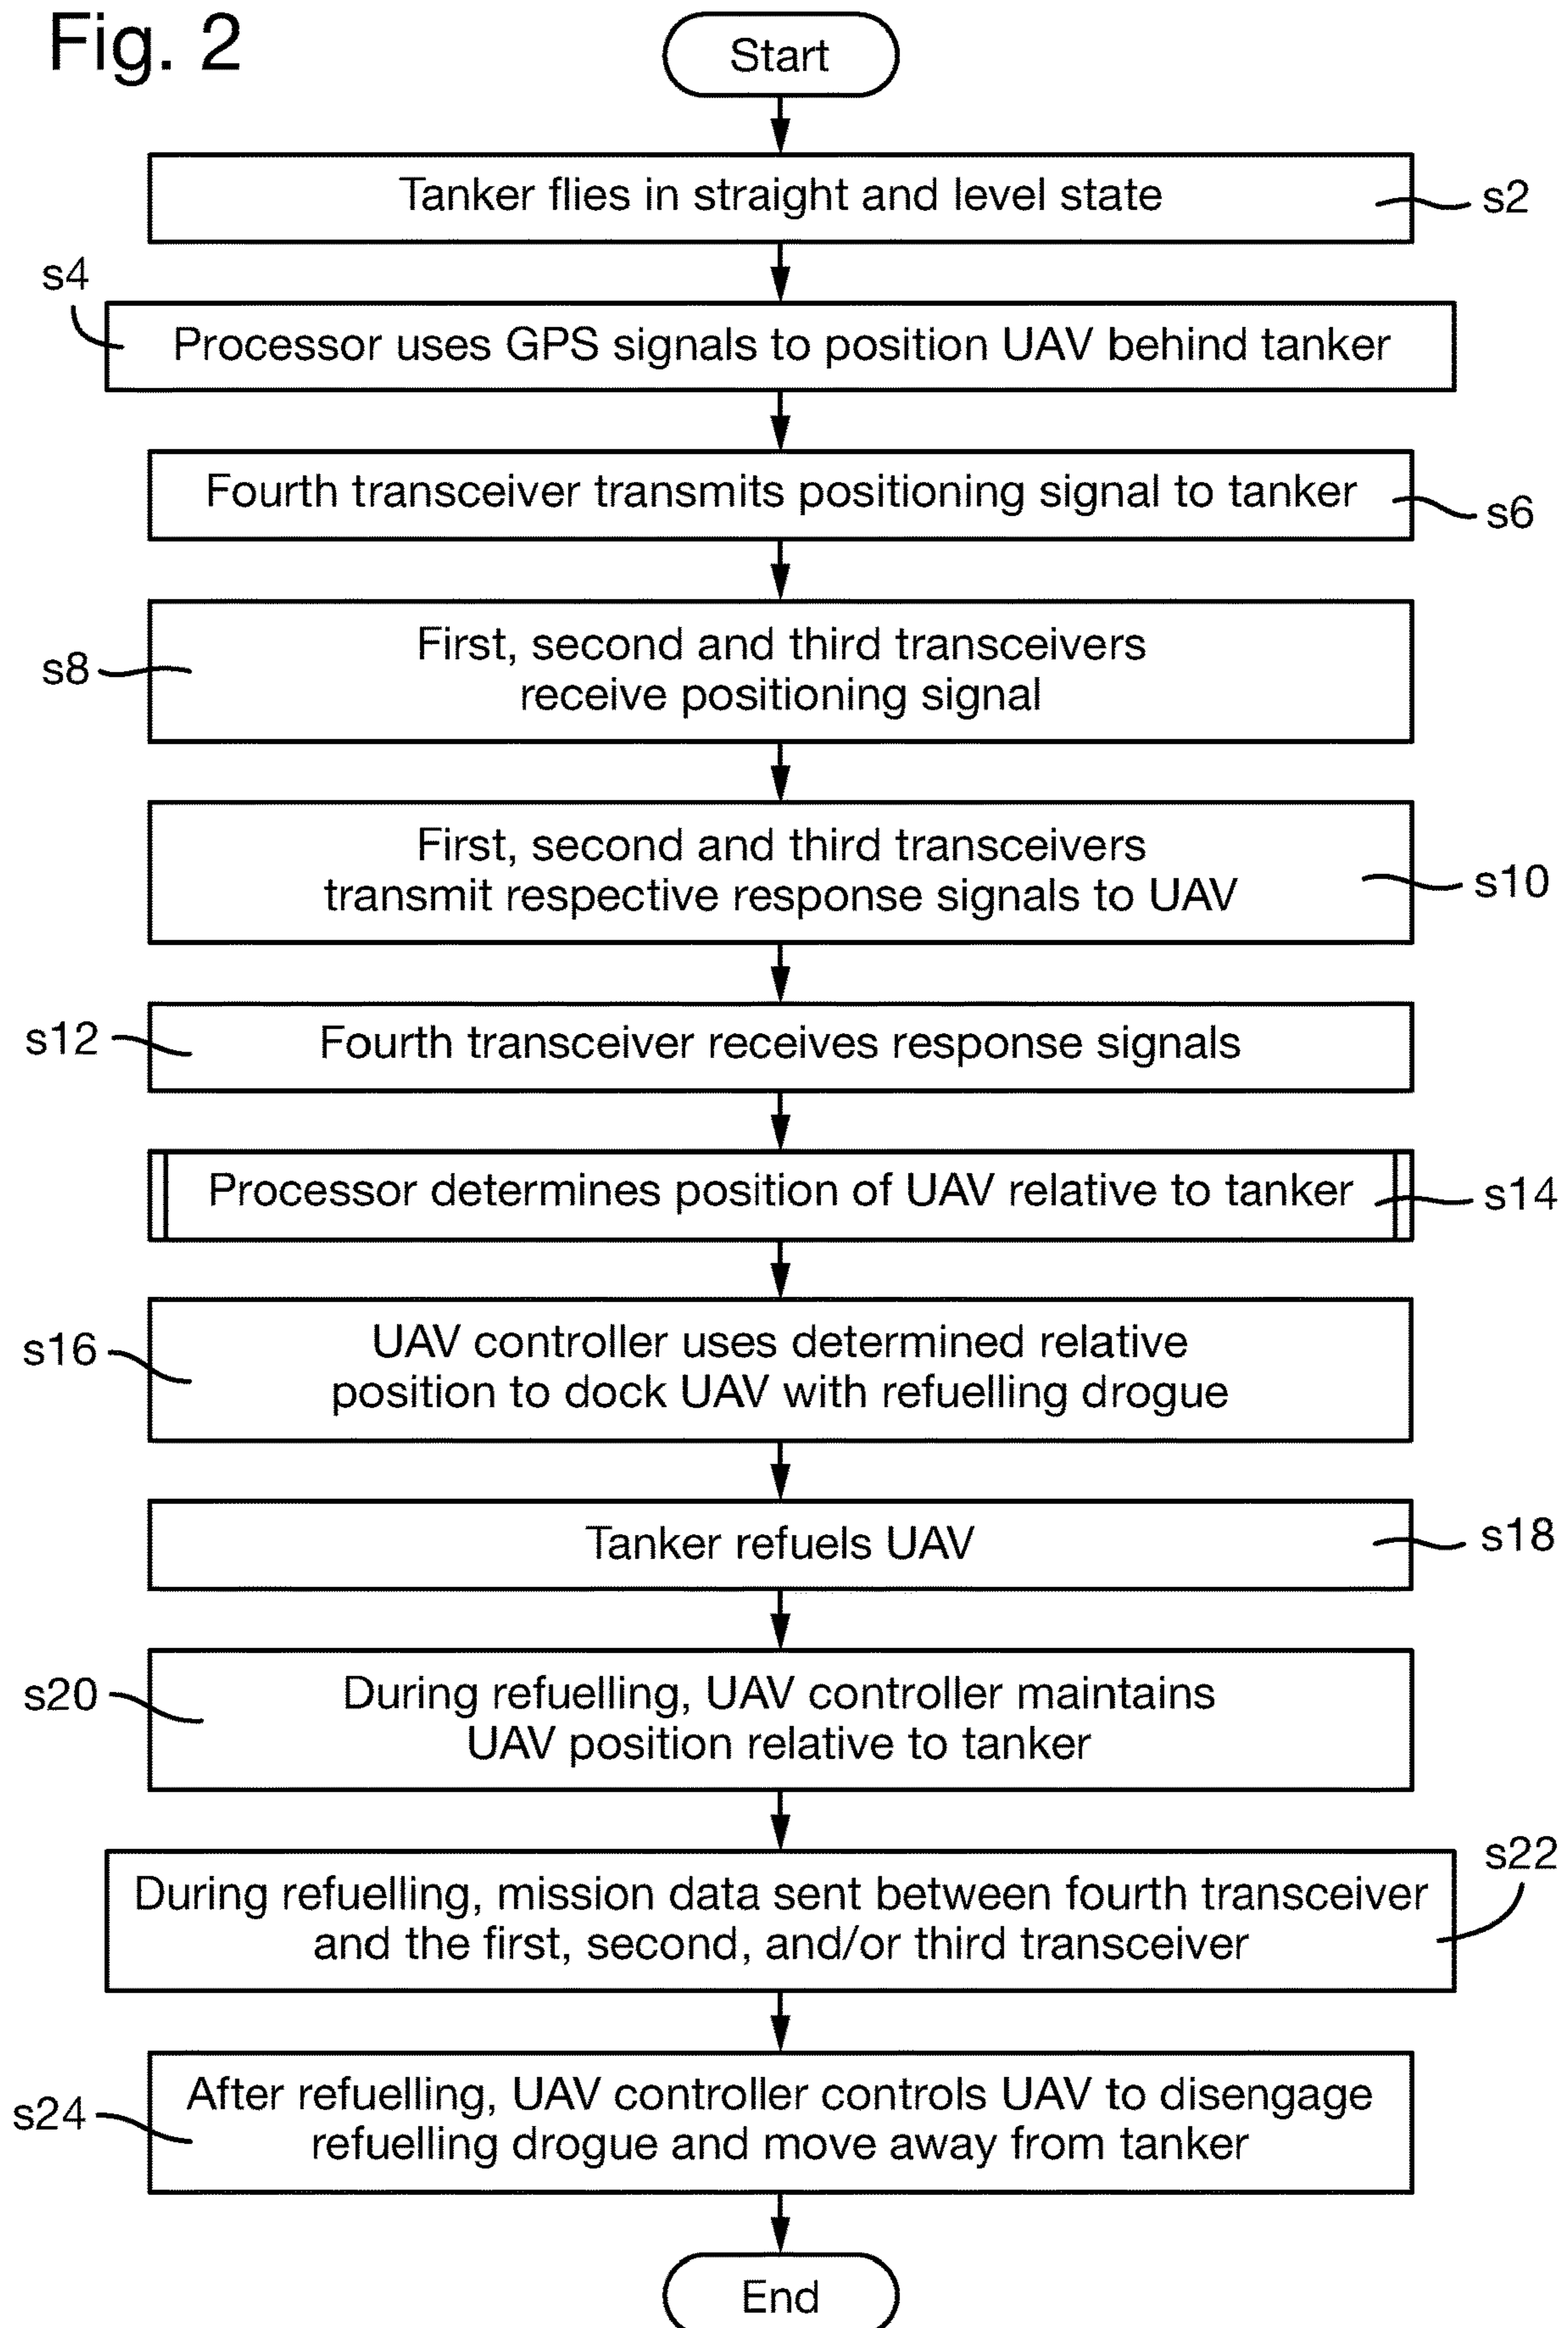 Fig. 2
Start
Tanker flies in straight and level state
s2
s4
Processor uses GPS signals to position UAV behind tanker
Fourth transceiver transmits positioning signal to tanker
s6
First, second and third transceivers
receive positioning signal
s8
First, second and third transceivers
transmit respective response signals to UAV
s10
s12
Fourth transceiver receives response signals
Processor determines position of UAV relative to tanker
s14
s16
UAV controller uses determined relative
position to dock UAV with refuelling drogue
Tanker refuels UAV
s18
s20
During refuelling, UAV controller maintains
UAV position relative to tanker
s22
During refuelling, mission data sent between fourth transceiver
and the first, second, and/or third transceiver
s24
After refuelling, UAV controller controls UAV to disengage
refuelling drogue and move away from tanker
End